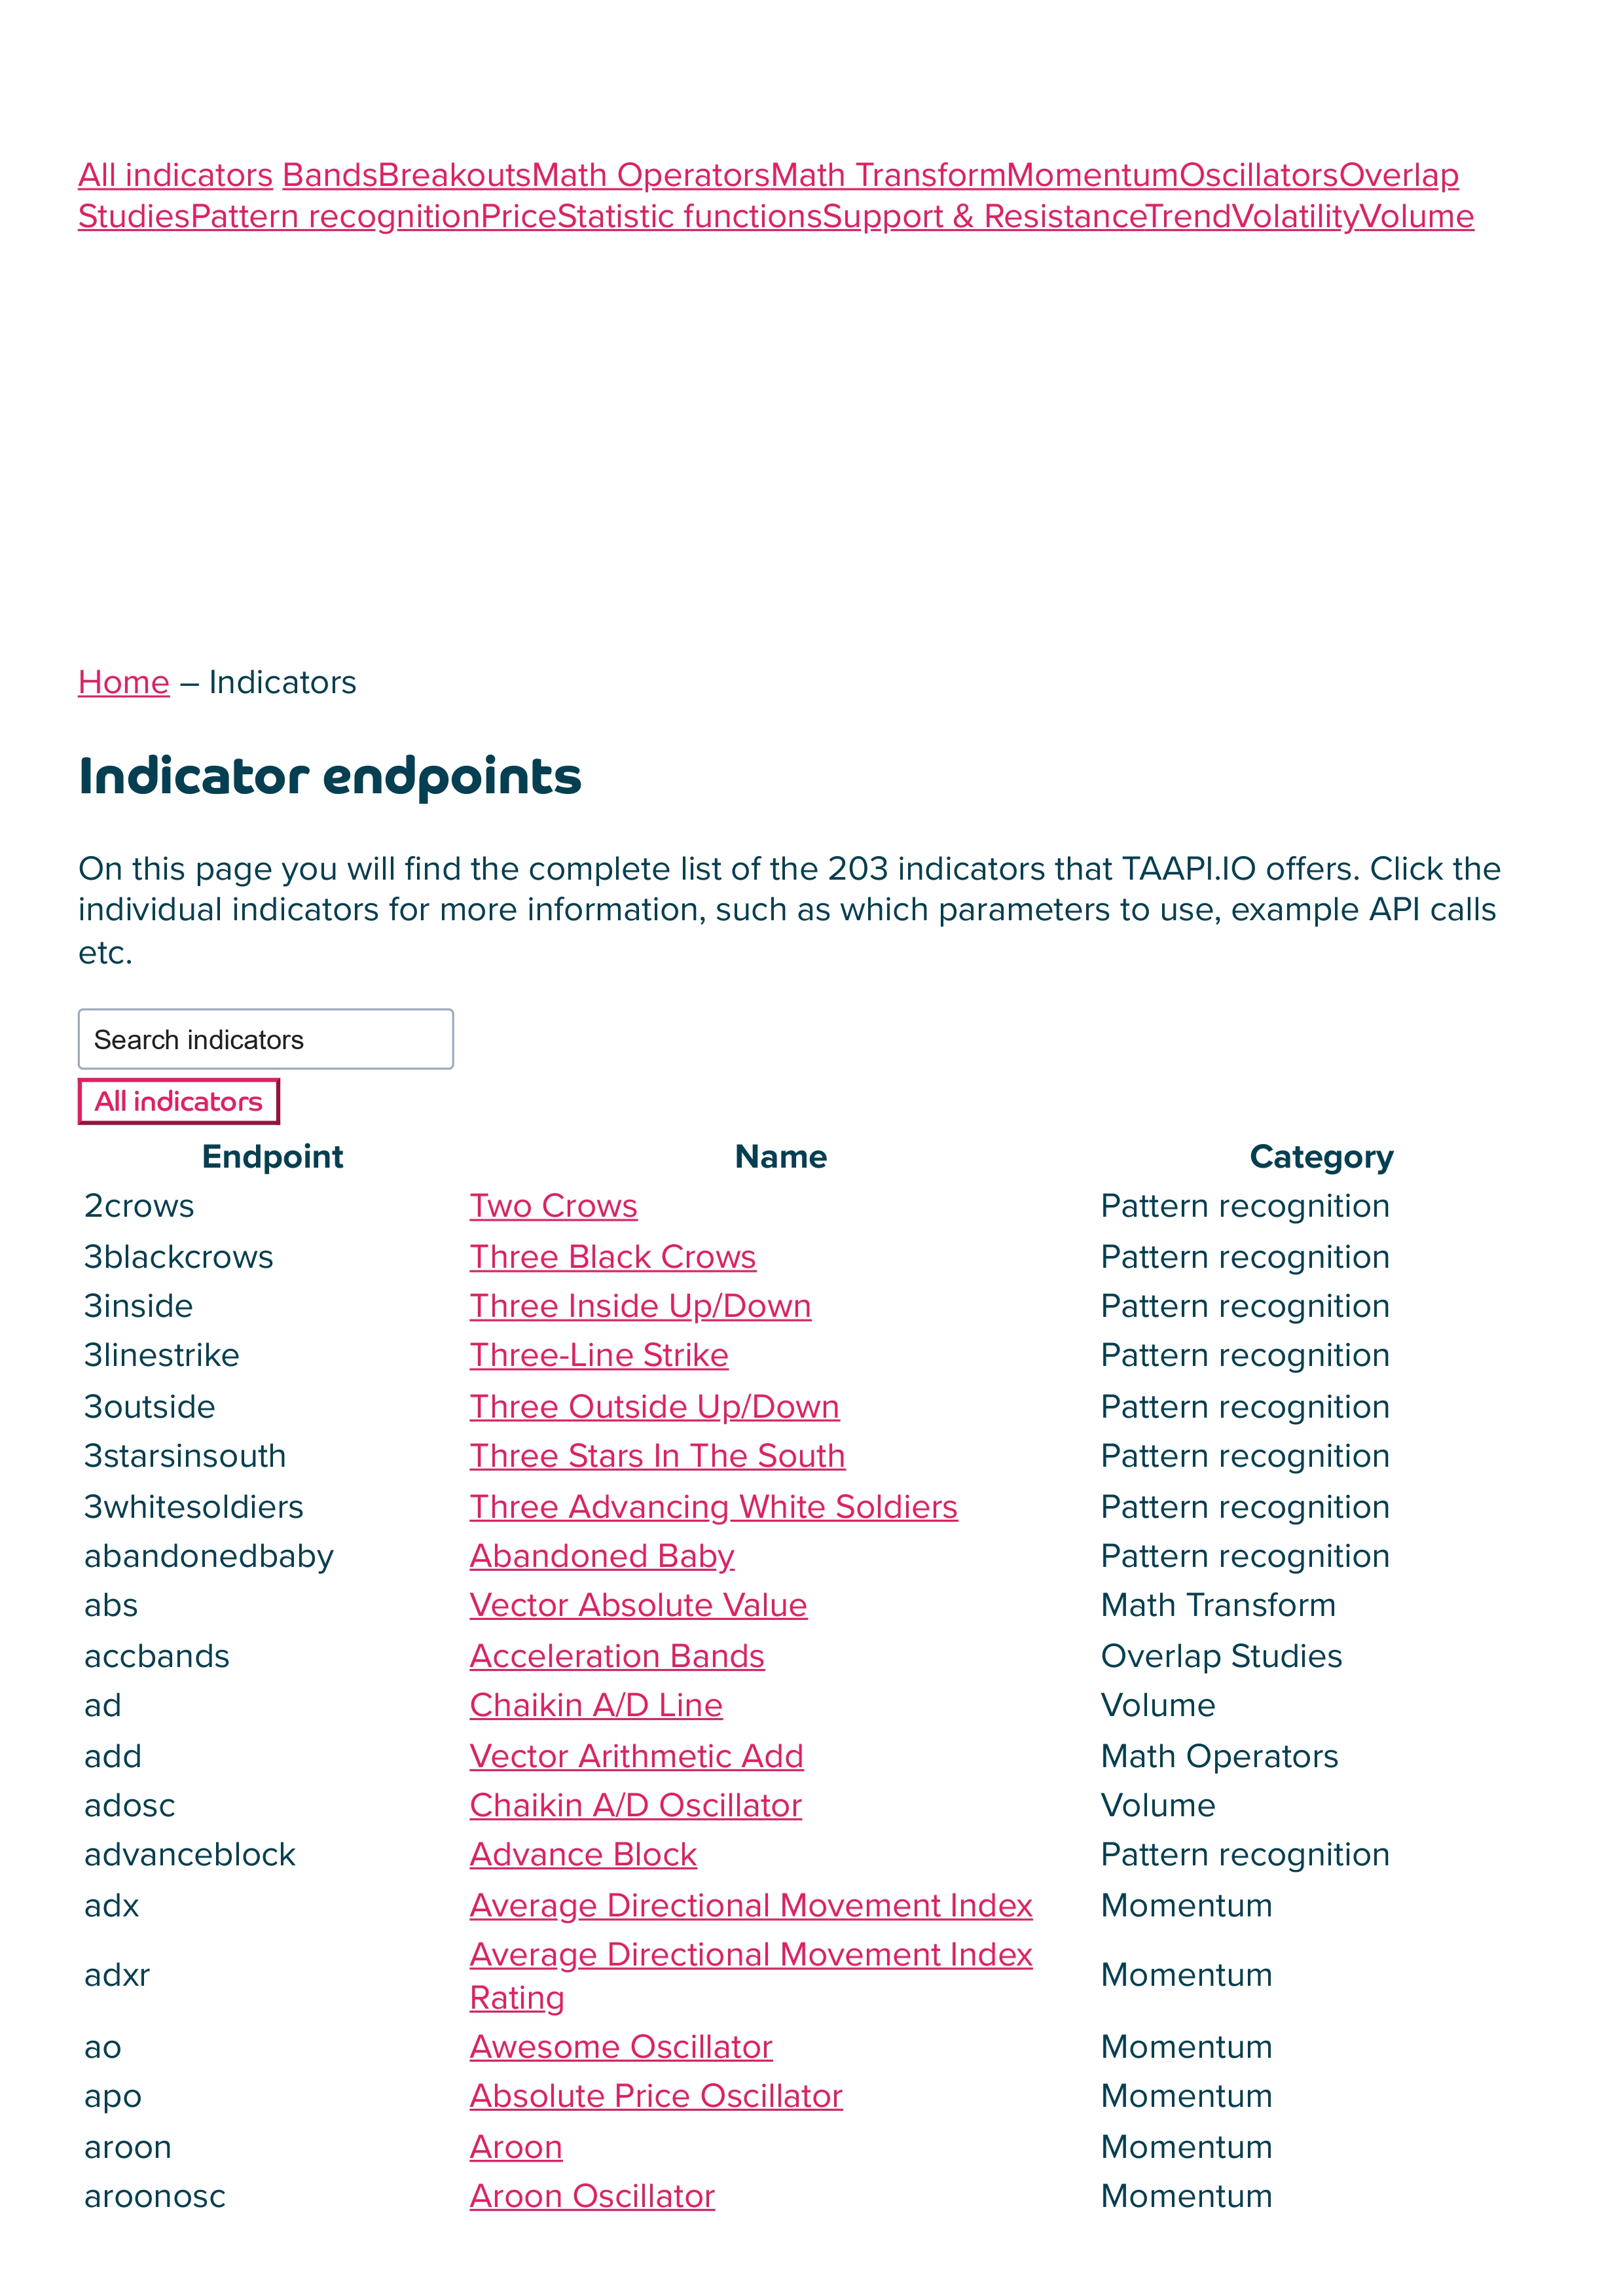 All indicators BandsBreakoutsMath OperatorsMath TransformMomentumOscillatorsOverlap
StudiesPattern recognitionPriceStatistic functionsSupport & ResistanceTrendVolatilityVolume
Home – Indicators
Indicator endpoints
On this page you will find the complete list of the 203 indicators that TAAPI.IO offers. Click the
individual indicators for more information, such as which parameters to use, example API calls
etc.
Search indicators
All indicators
Endpoint Name Category
2crows Two Crows Pattern recognition
3blackcrows Three Black Crows Pattern recognition
3inside Three Inside Up/Down Pattern recognition
3linestrike Three-Line Strike Pattern recognition
3outside Three Outside Up/Down Pattern recognition
3starsinsouth Three Stars In The South Pattern recognition
3whitesoldiers Three Advancing White Soldiers Pattern recognition
abandonedbaby Abandoned Baby Pattern recognition
abs Vector Absolute Value Math Transform
accbands Acceleration Bands Overlap Studies
ad Chaikin A/D Line Volume
add Vector Arithmetic Add Math Operators
adosc Chaikin A/D Oscillator Volume
advanceblock Advance Block Pattern recognition
adx Average Directional Movement Index Momentum
adxr Average Directional Movement Index
Rating Momentum
ao Awesome Oscillator Momentum
apo Absolute Price Oscillator Momentum
aroon Aroon Momentum
aroonosc Aroon Oscillator Momentum